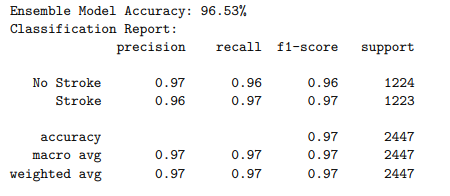 Ensemble Model Accuracy: 96.53%
Classification Report:
precision recall f1-score support
No Stroke 0.97 0.96 0.96 1224
Stroke 0.96 0.97 0.97 1223
accuracy 0.97 2447
macro avg 0.97 0.97 0.97 2447
weighted avg 0.97 0.97 0.97 2447